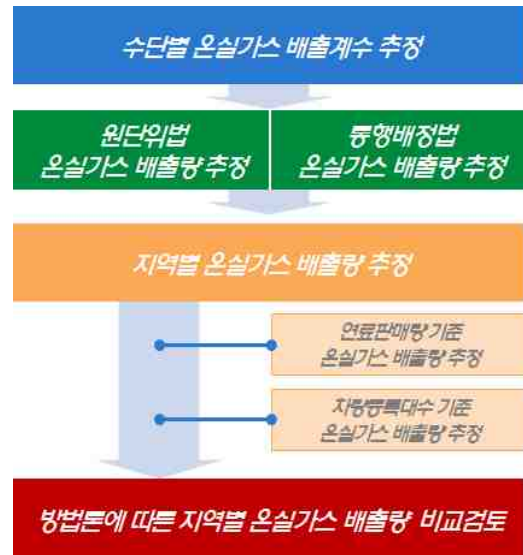 수단별 온실가스 배출계수 추정
원단위법
온실가스 배출량 추정
통행배정법
온실가스 배출량 추정
지역별 온실가스 배출량 추정
연료판매량 기준
온실가스 배출량 추정
차량등록대수 기준
온실가스 배출량 추정
방법론에 따른 지역별 온실가스 배출량 비교검토